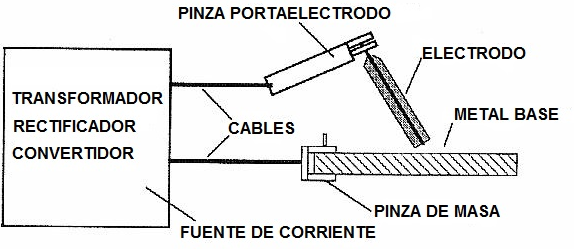 PINZA PORTAELECTRODO
ELECTRODO
TRANSFORMADOR
RECTIFICADOR
CONVERTIDOR
CABLES
METAL BASE
PINZA DE MASA
FUENTE DE CORRIENTE